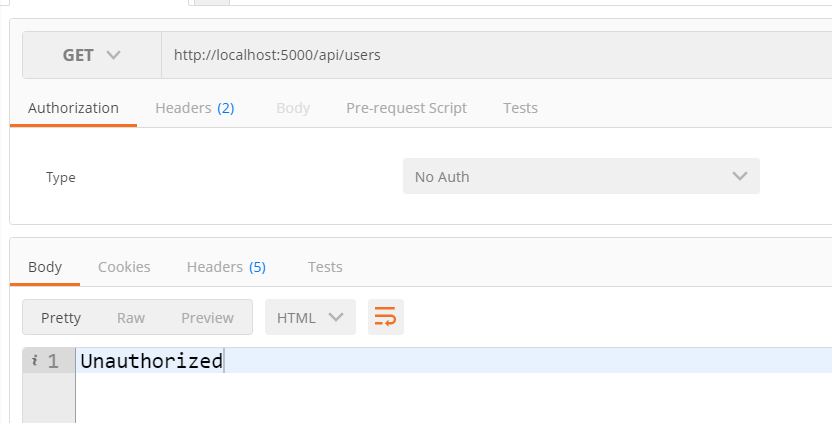 GET http://localhost:5000/api/users
Authorization Headers (2) Body Pre-request Script Tests
Type No Auth
Body Cookies Headers (5) Tests
Pretty Raw Preview HTML
i 1 Unauthorized